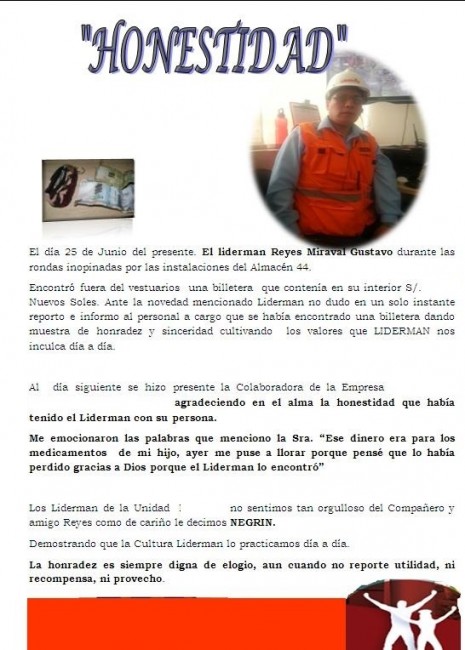 "HONESTIDAD"
El día 25 de Junio del presente. El liderman Reyes Miraval Gustavo durante las
rondas inopinadas por las instalaciones del Almacén 44.
Encontró fuera del vestuarios una billetera que contenía en su interior S/.
Nuevos Soles. Ante la novedad mencionado Liderman no dudo en un solo instante
reporto e informo al personal a cargo que se había encontrado una billetera dando
muestra de honradez y sinceridad cultivando los valores que LIDERMAN nos
inculca día a día.
Al día siguiente se hizo presente la Colaboradora de la Empresa
agradeciendo en el alma la honestidad que había
tenido el Liderman con su persona.
Me emocionaron las palabras que menciono la Sra. “Ese dinero era para los
medicamentos de mi hijo, ayer me puse a llorar porque pensé que lo había
perdido gracias a Dios porque el Liderman lo encontró”
Los Liderman de la Unidad no sentimos tan orgulloso del Compañero y
amigo Reyes como de cariño le decimos NEGRIN.
Demostrando que la Cultura Liderman lo practicamos día a día.
La honradez es siempre digna de elogio, aun cuando no reporte utilidad, ni
recompensa, ni provecho.